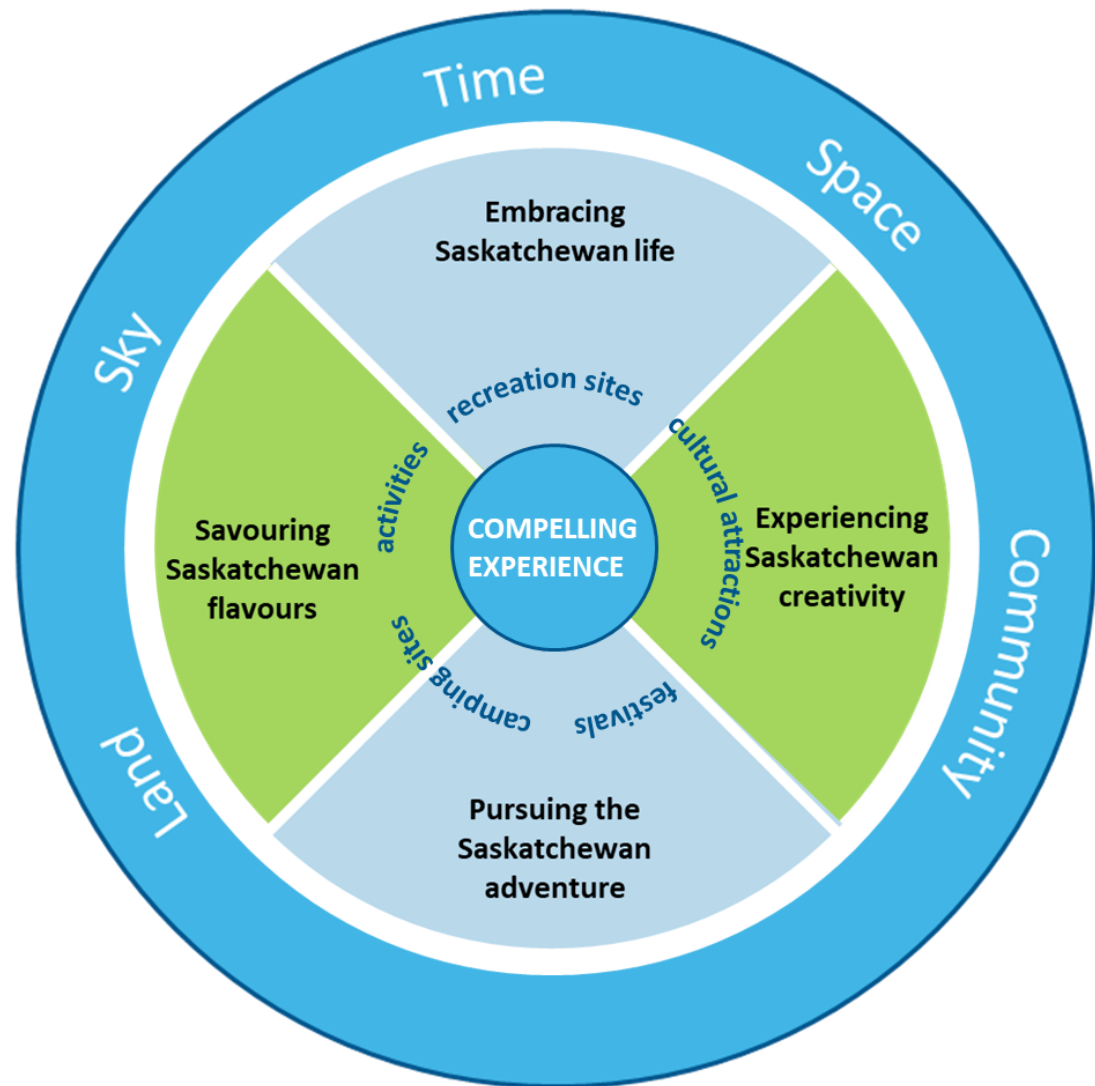 Time
Space
Community
Land
Sky
Embracing
Saskatchewan life
Experiencing
Saskatchewan
creativity
Pursuing the
Saskatchewan
adventure
Savouring
Saskatchewan
flavours
recreation sites
cultural attractions
festivals
camping sites
activities
COMPELLING
EXPERIENCE